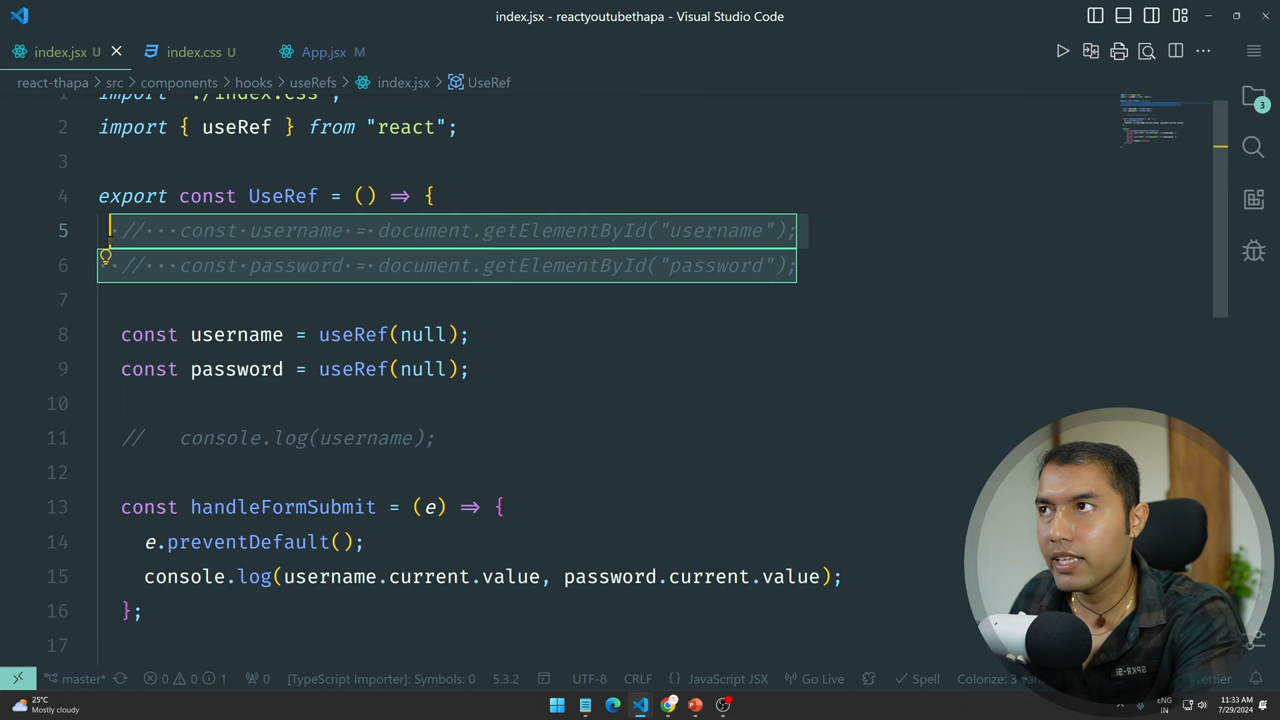 index.jsx - reactyoutubethapa - Visual Studio Code
index.jsx U index.css U App.jsx M
react-thapa > src > components > hooks > useRefs > index.jsx > UseRef
1 import "./index.css";
2 import { useRef } from "react";
3
4 export const UseRef = () => {
5 //··· const·username·=·document.getElementById("username");
6 //··· const·password·=·document.getElementById("password");
7
8 const username = useRef(null);
9 const password = useRef(null);
10
11 // console.log(username);
12
13 const handleFormSubmit = (e) => {
14 e.preventDefault();
15 console.log(username.current.value, password.current.value);
16 };
17
3
master* 0 0 1 0 [TypeScript Importer]: Symbols: 0 5.3.2 UTF-8 CRLF {} JavaScript JSX Go Live Spell Colorize: 3
25°C
Mostly cloudy
ENG
IN
11:33 AM
7/29/2024